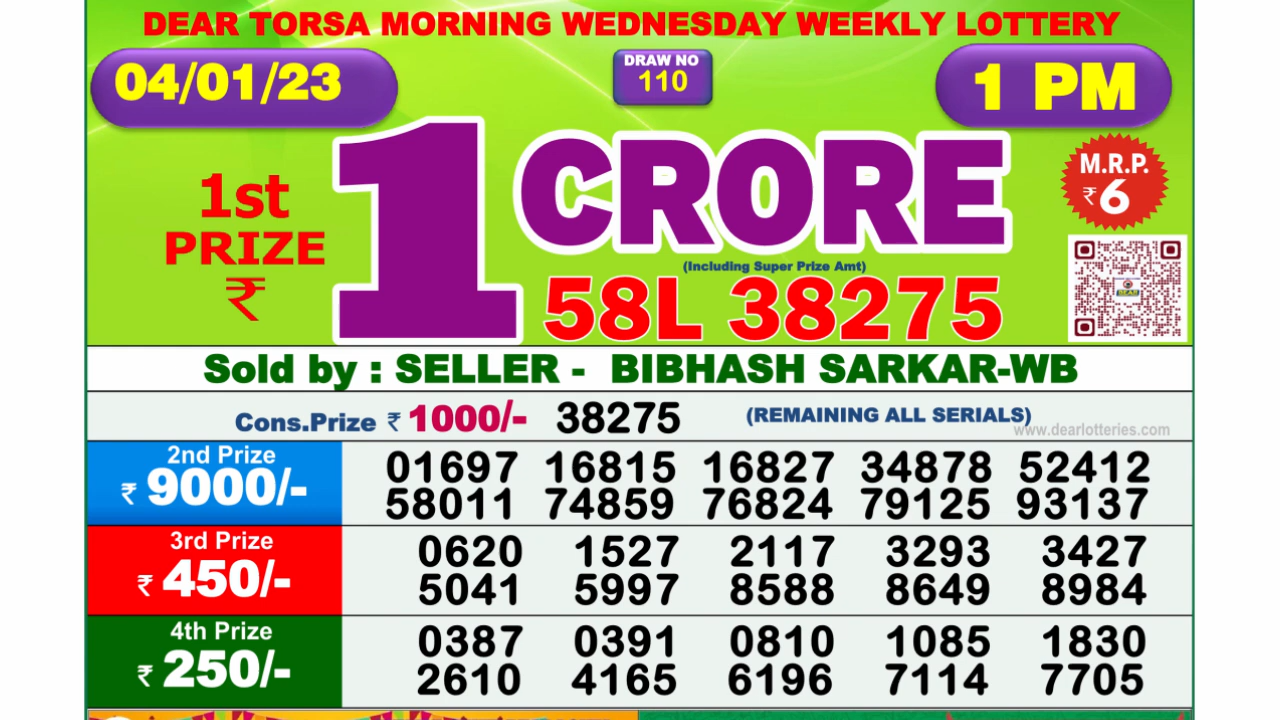 DEAR TORSA MORNING WEDNESDAY WEEKLY LOTTERY
04/01/23
DRAW NO
110
1 PM
1st
PRIZE
₹
1 CRORE
(Including Super Prize Amt)
58L 38275
M.R.P.
₹ 6
DEAR
Sold by : SELLER - BIBHASH SARKAR-WB
Cons.Prize ₹ 1000/- 38275 (REMAINING ALL SERIALS)
www.dearlotteries.com
2nd Prize
₹ 9000/-
01697 16815 16827 34878 52412
58011 74859 76824 79125 93137
3rd Prize
₹ 450/-
0620 1527 2117 3293 3427
5041 5997 8588 8649 8984
4th Prize
₹ 250/-
0387 0391 0810 1085 1830
2610 4165 6196 7114 7705